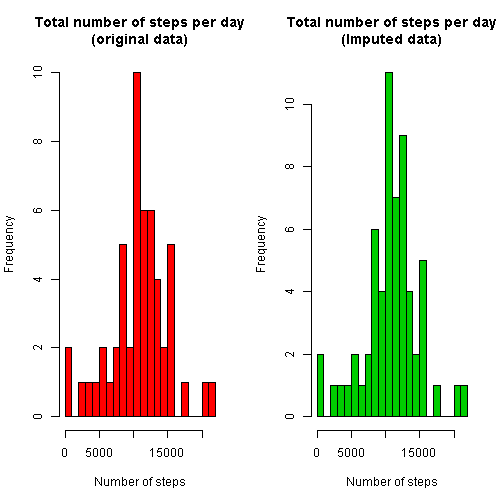 Total number of steps per day
(original data)
Frequency
0
2
4
6
8
10
0
5000
15000
Number of steps
Total number of steps per day
(Imputed data)
Frequency
0
2
4
6
8
10
0
5000
15000
Number of steps